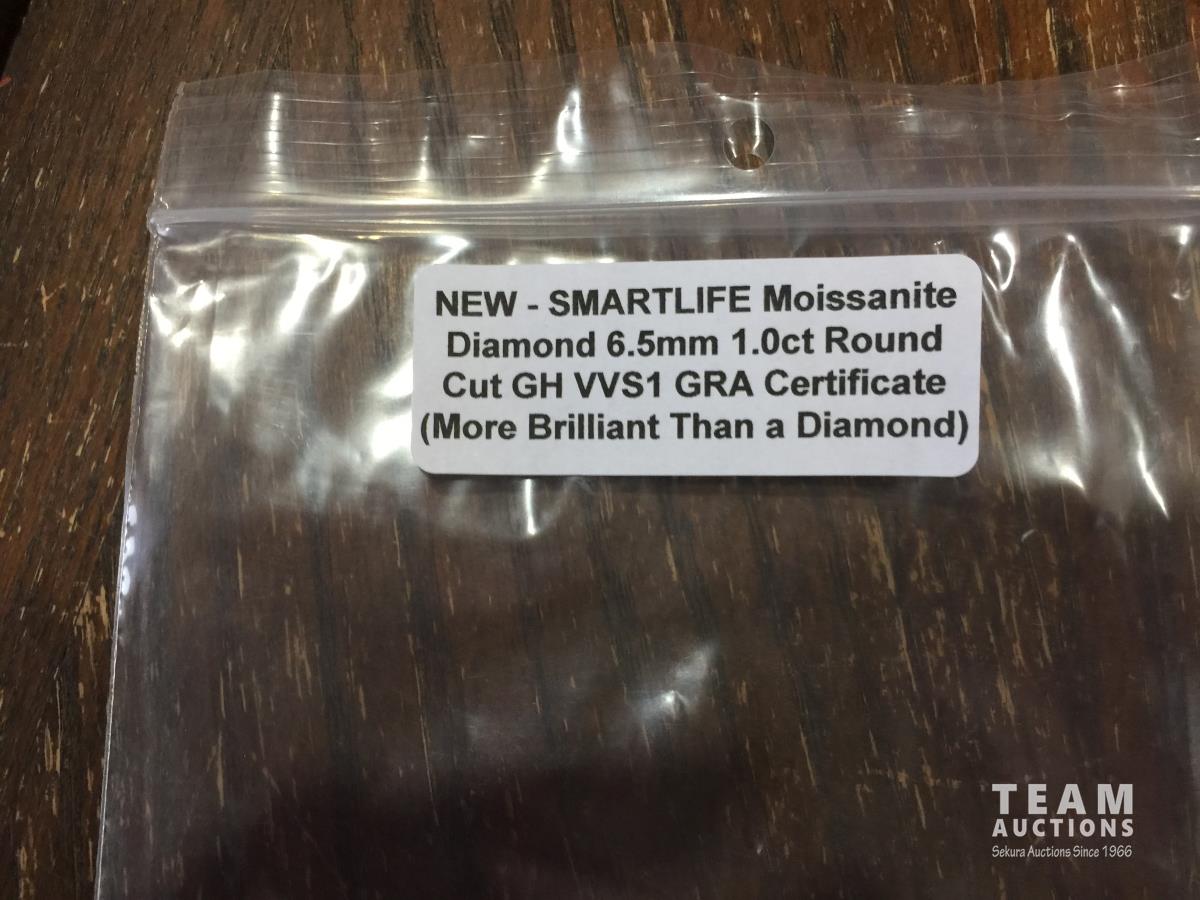 NEW - SMARTLIFE Moissanite
Diamond 6.5mm 1.0ct Round
Cut GH VVS1 GRA Certificate
(More Brilliant Than a Diamond)
TEAM
AUCTIONS
Sekura Auctions Since 1966